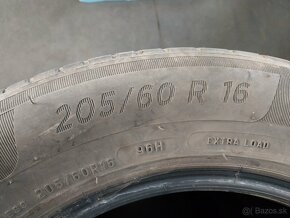 205/60 R 16
205/60R16 96H EXTRA LOAD
bazos.sk